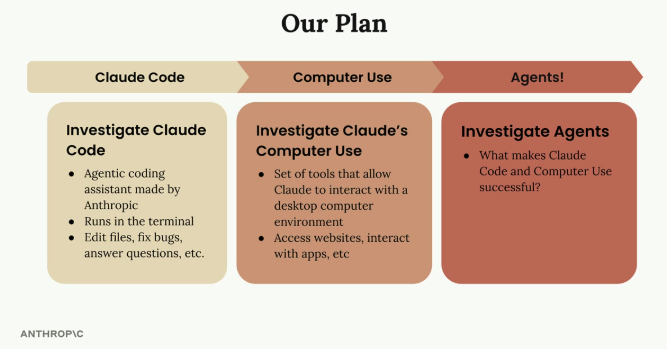 Our Plan
Claude Code
Computer Use
Agents!
Investigate Claude
Code
● Agentic coding
assistant made by
Anthropic
● Runs in the terminal
● Edit files, fix bugs,
answer questions, etc.
Investigate Claude’s
Computer Use
● Set of tools that allow
Claude to interact with a
desktop computer
environment
● Access websites, interact
with apps, etc
Investigate Agents
● What makes Claude
Code and Computer Use
successful?
ANTHROP\C